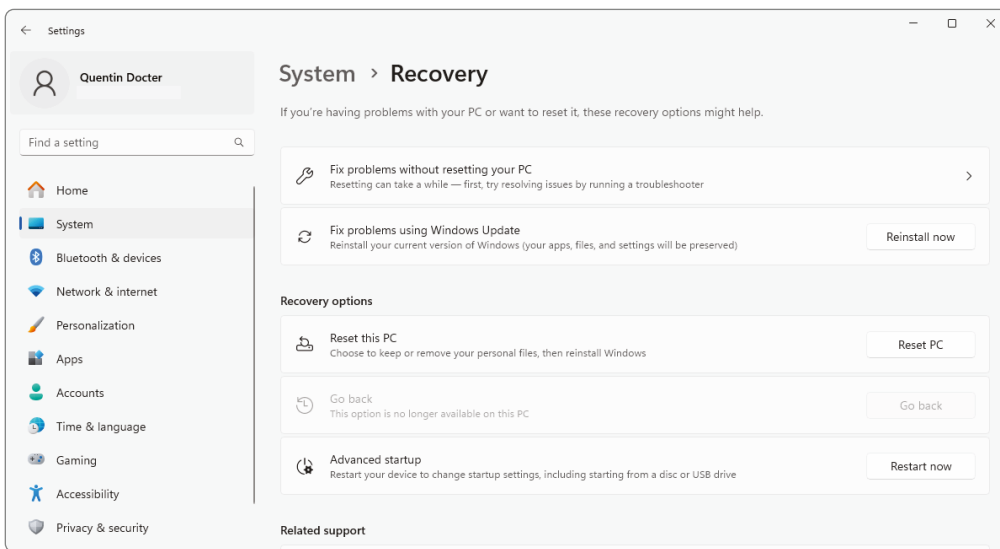 Settings
Quentin Docter
Find a setting
Home
System
Bluetooth & devices
Network & internet
Personalization
Apps
Accounts
Time & language
Gaming
Accessibility
Privacy & security
System > Recovery
If you're having problems with your PC or want to reset it, these recovery options might help.
Fix problems without resetting your PC
Resetting can take a while — first, try resolving issues by running a troubleshooter
Fix problems using Windows Update
Reinstall your current version of Windows (your apps, files, and settings will be preserved)
Reinstall now
Recovery options
Reset this PC
Choose to keep or remove your personal files, then reinstall Windows
Reset PC
Go back
This option is no longer available on this PC
Go back
Advanced startup
Restart your device to change startup settings, including starting from a disc or USB drive
Restart now
Related support